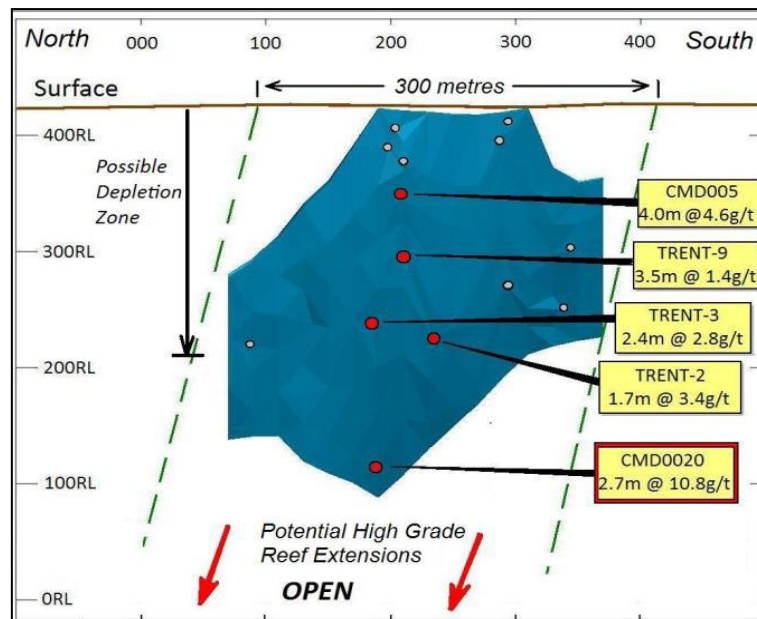 North 000 100 200 300 400 South
300 metres
Surface
400RL
Possible
Depletion
Zone
CMD005
4.0m @4.6g/t
300RL
TRENT-9
3.5m @ 1.4g/t
TRENT-3
2.4m @ 2.8g/t
200RL
TRENT-2
1.7m @ 3.4g/t
CMD0020
2.7m @ 10.8g/t
100RL
Potential High Grade
Reef Extensions
OPEN
0RL